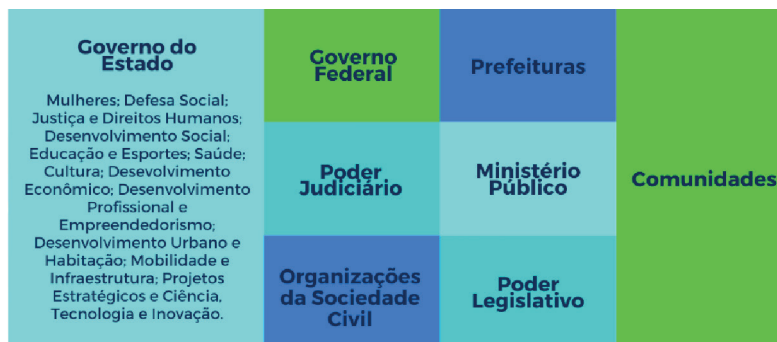 Governo do
Estado
Mulheres; Defesa Social;
Justiça e Direitos Humanos;
Desenvolvimento Social;
Educação e Esportes; Saúde;
Cultura; Desevolvimento
Econômico; Desenvolvimento
Profissional e
Empreendedorismo;
Desenvolvimento Urbano e
Habitação; Mobilidade e
Infraestrutura; Projetos
Estratégicos e Ciência,
Tecnologia e Inovação.
Governo
Federal
Prefeituras
Poder
Judiciário
Ministério
Público
Organizações
da Sociedade
Civil
Poder
Legislativo
Comunidades